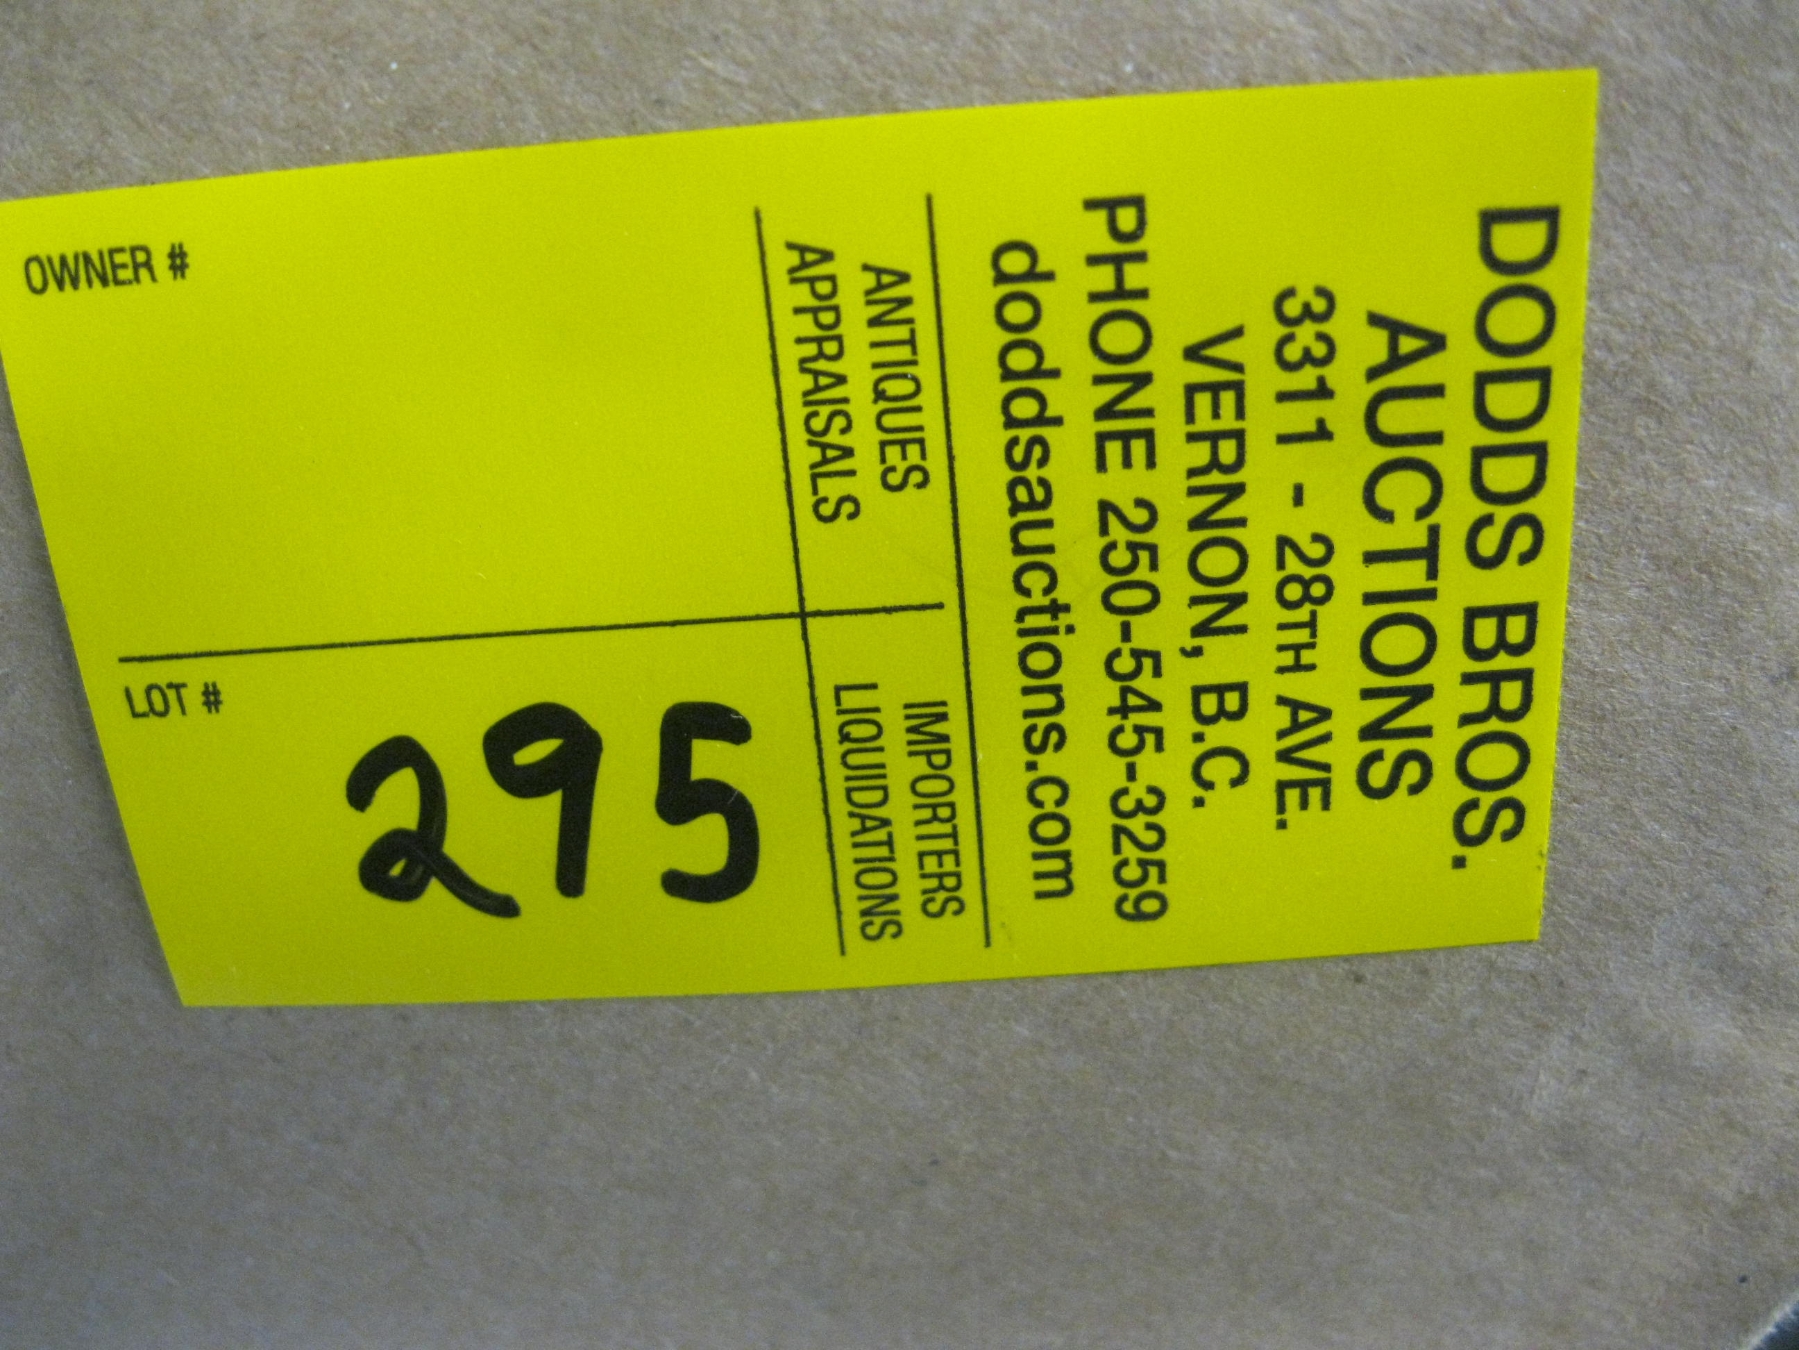 DODDS BROS.
AUCTIONS
3311 - 28TH AVE.
VERNON, B.C.
PHONE 250-545-3259
doddsauctions.com
ANTIQUES
APPRAISALS
IMPORTERS
LIQUIDATIONS
OWNER #
LOT #
295